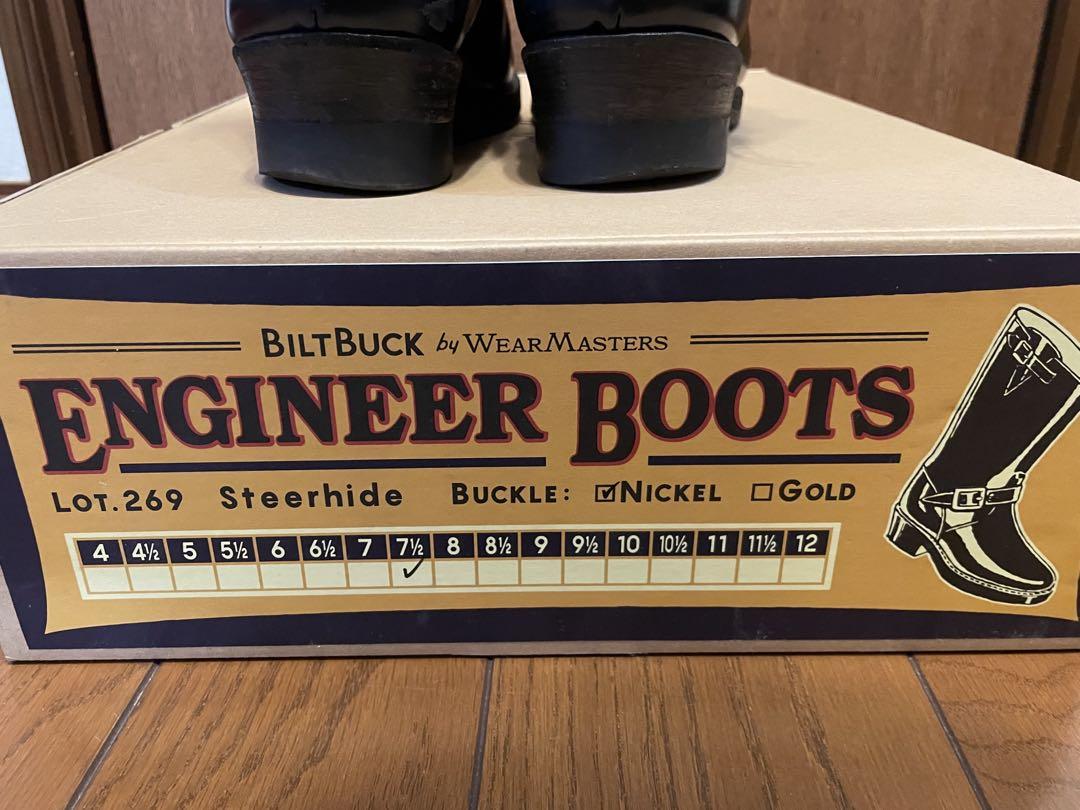 BILTBUCK by WEARMASTERS
ENGINEER BOOTS
LOT.269 Steerhide BUCKLE: ☑NICKEL ☐GOLD
4 4½ 5 5½ 6 6½ 7 7½ 8 8½ 9 9½ 10 10½ 11 11½ 12
✓